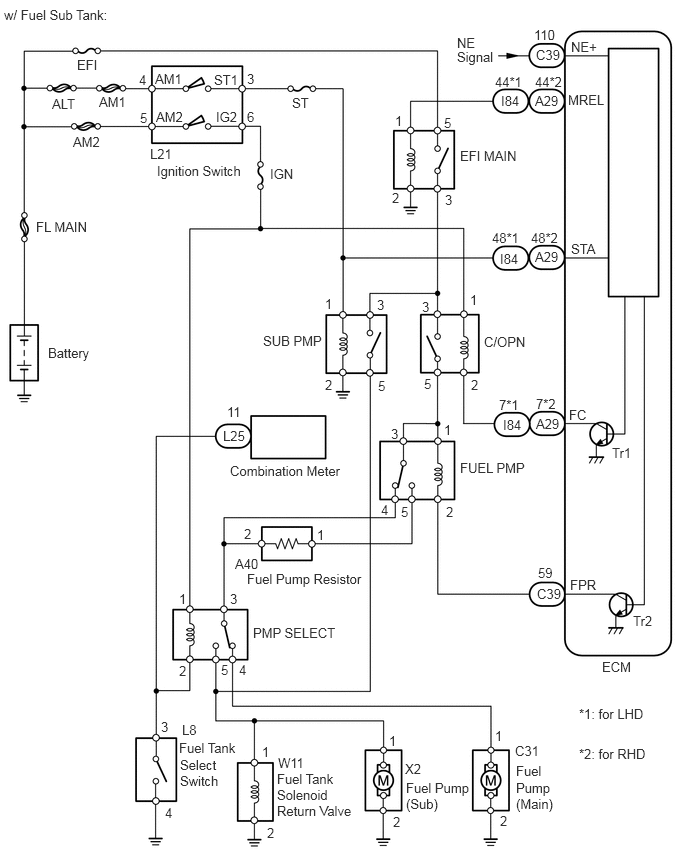 w/ Fuel Sub Tank:
110
NE
Signal
C39
NE+
EFI
4
AM1
ST1
3
ALT
AM1
ST
44*1
44*2
I84
A29
MREL
5
AM2
IG2
6
AM2
L21
Ignition Switch
IGN
1
5
EFI MAIN
2
3
FL MAIN
48*1
48*2
I84
A29
STA
1
3
3
1
SUB PMP
C/OPN
Battery
2
5
5
2
7*1
7*2
I84
A29
FC
Tr1
11
L25
Combination Meter
3
1
FUEL PMP
4
5
2
2
1
A40
Fuel Pump Resistor
59
C39
FPR
Tr2
ECM
1
3
PMP SELECT
2
5
4
*1: for LHD
*2: for RHD
3
L8
Fuel Tank
Select
Switch
4
1
W11
Fuel Tank
Solenoid
Return Valve
2
1
X2
M
Fuel Pump
(Sub)
2
1
C31
M
Fuel
Pump
(Main)
2